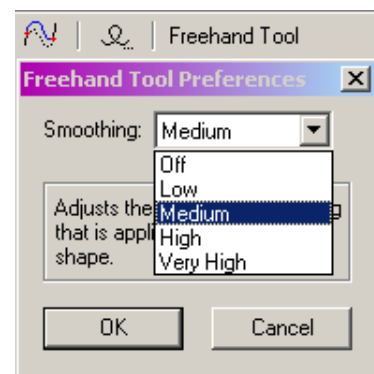 Freehand Tool
Freehand Tool Preferences
Smoothing: Medium
Off
Low
Medium
High
Very High
Adjusts the
that is appli
shape.
OK Cancel